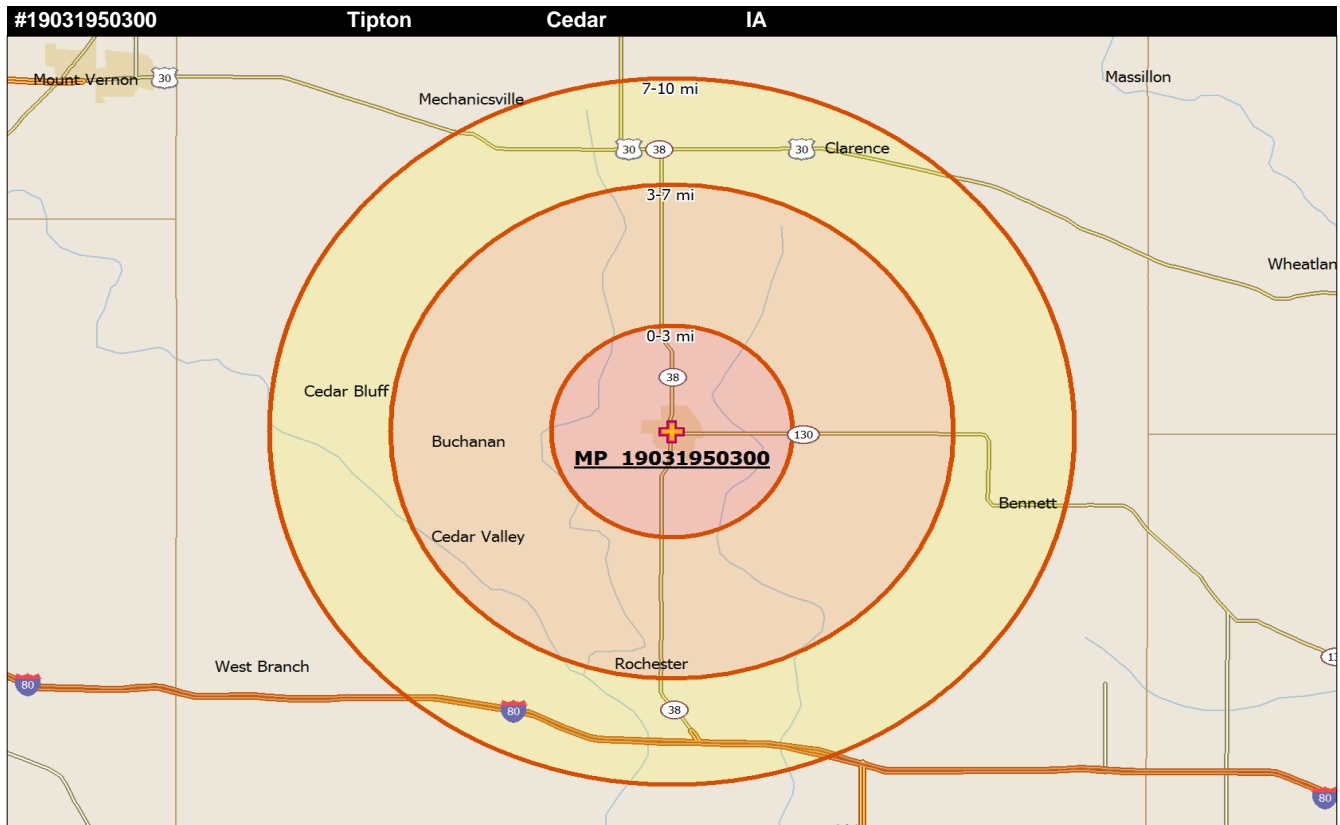 #19031950300 Tipton Cedar IA
Mount Vernon
30
Massillon
7-10 mi
Mechanicsville
30
38
30
Clarence
3-7 mi
0-3 mi
38
Cedar Bluff
Buchanan
130
MP 19031950300
Bennett
Cedar Valley
Rochester
West Branch
80
80
38
80